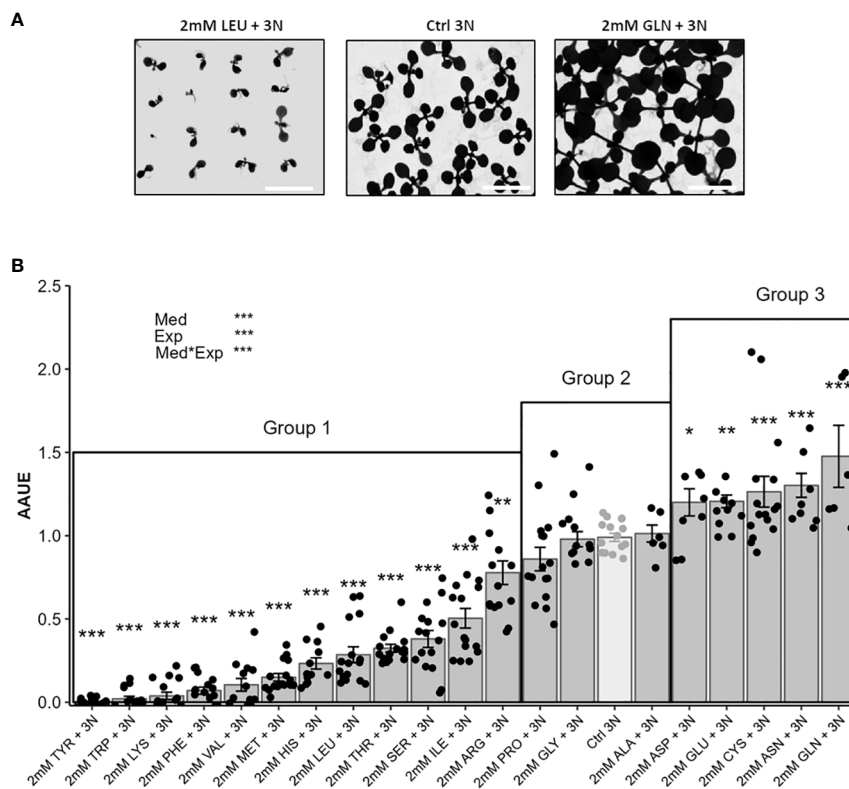 A
2mM LEU + 3N
Ctrl 3N
2mM GLN + 3N
B
2.5
2.0
1.5
1.0
0.5
0.0
AAUE
Med ***
Exp ***
Med*Exp ***
Group 1
Group 2
Group 3
***
***
***
***
***
***
***
***
***
***
***
**
*
**
***
***
***
2mM TYR + 3N
2mM TRP + 3N
2mM LYS + 3N
2mM PHE + 3N
2mM VAL + 3N
2mM MET + 3N
2mM HIS + 3N
2mM LEU + 3N
2mM THR + 3N
2mM SER + 3N
2mM ILE + 3N
2mM ARG + 3N
2mM PRO + 3N
2mM GLY + 3N
Ctrl 3N
2mM ALA + 3N
2mM ASP + 3N
2mM GLU + 3N
2mM CYS + 3N
2mM ASN + 3N
2mM GLN + 3N